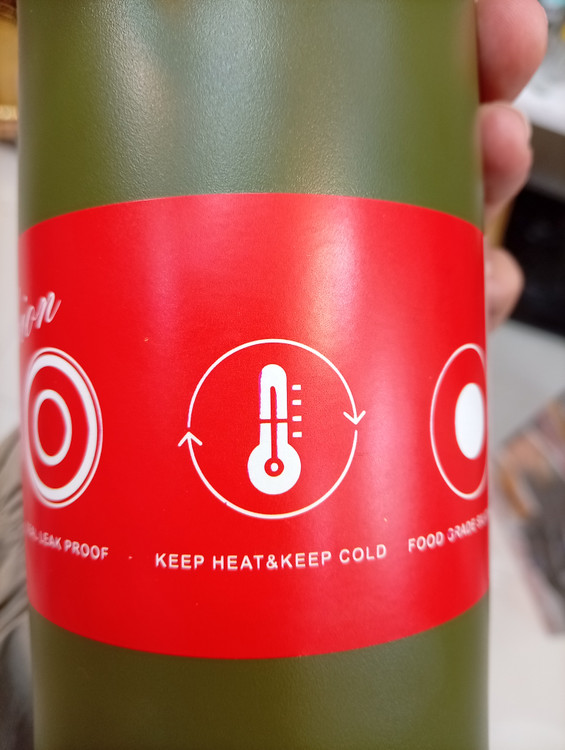 LEAK PROOF
KEEP HEAT&KEEP COLD
FOOD GRADE